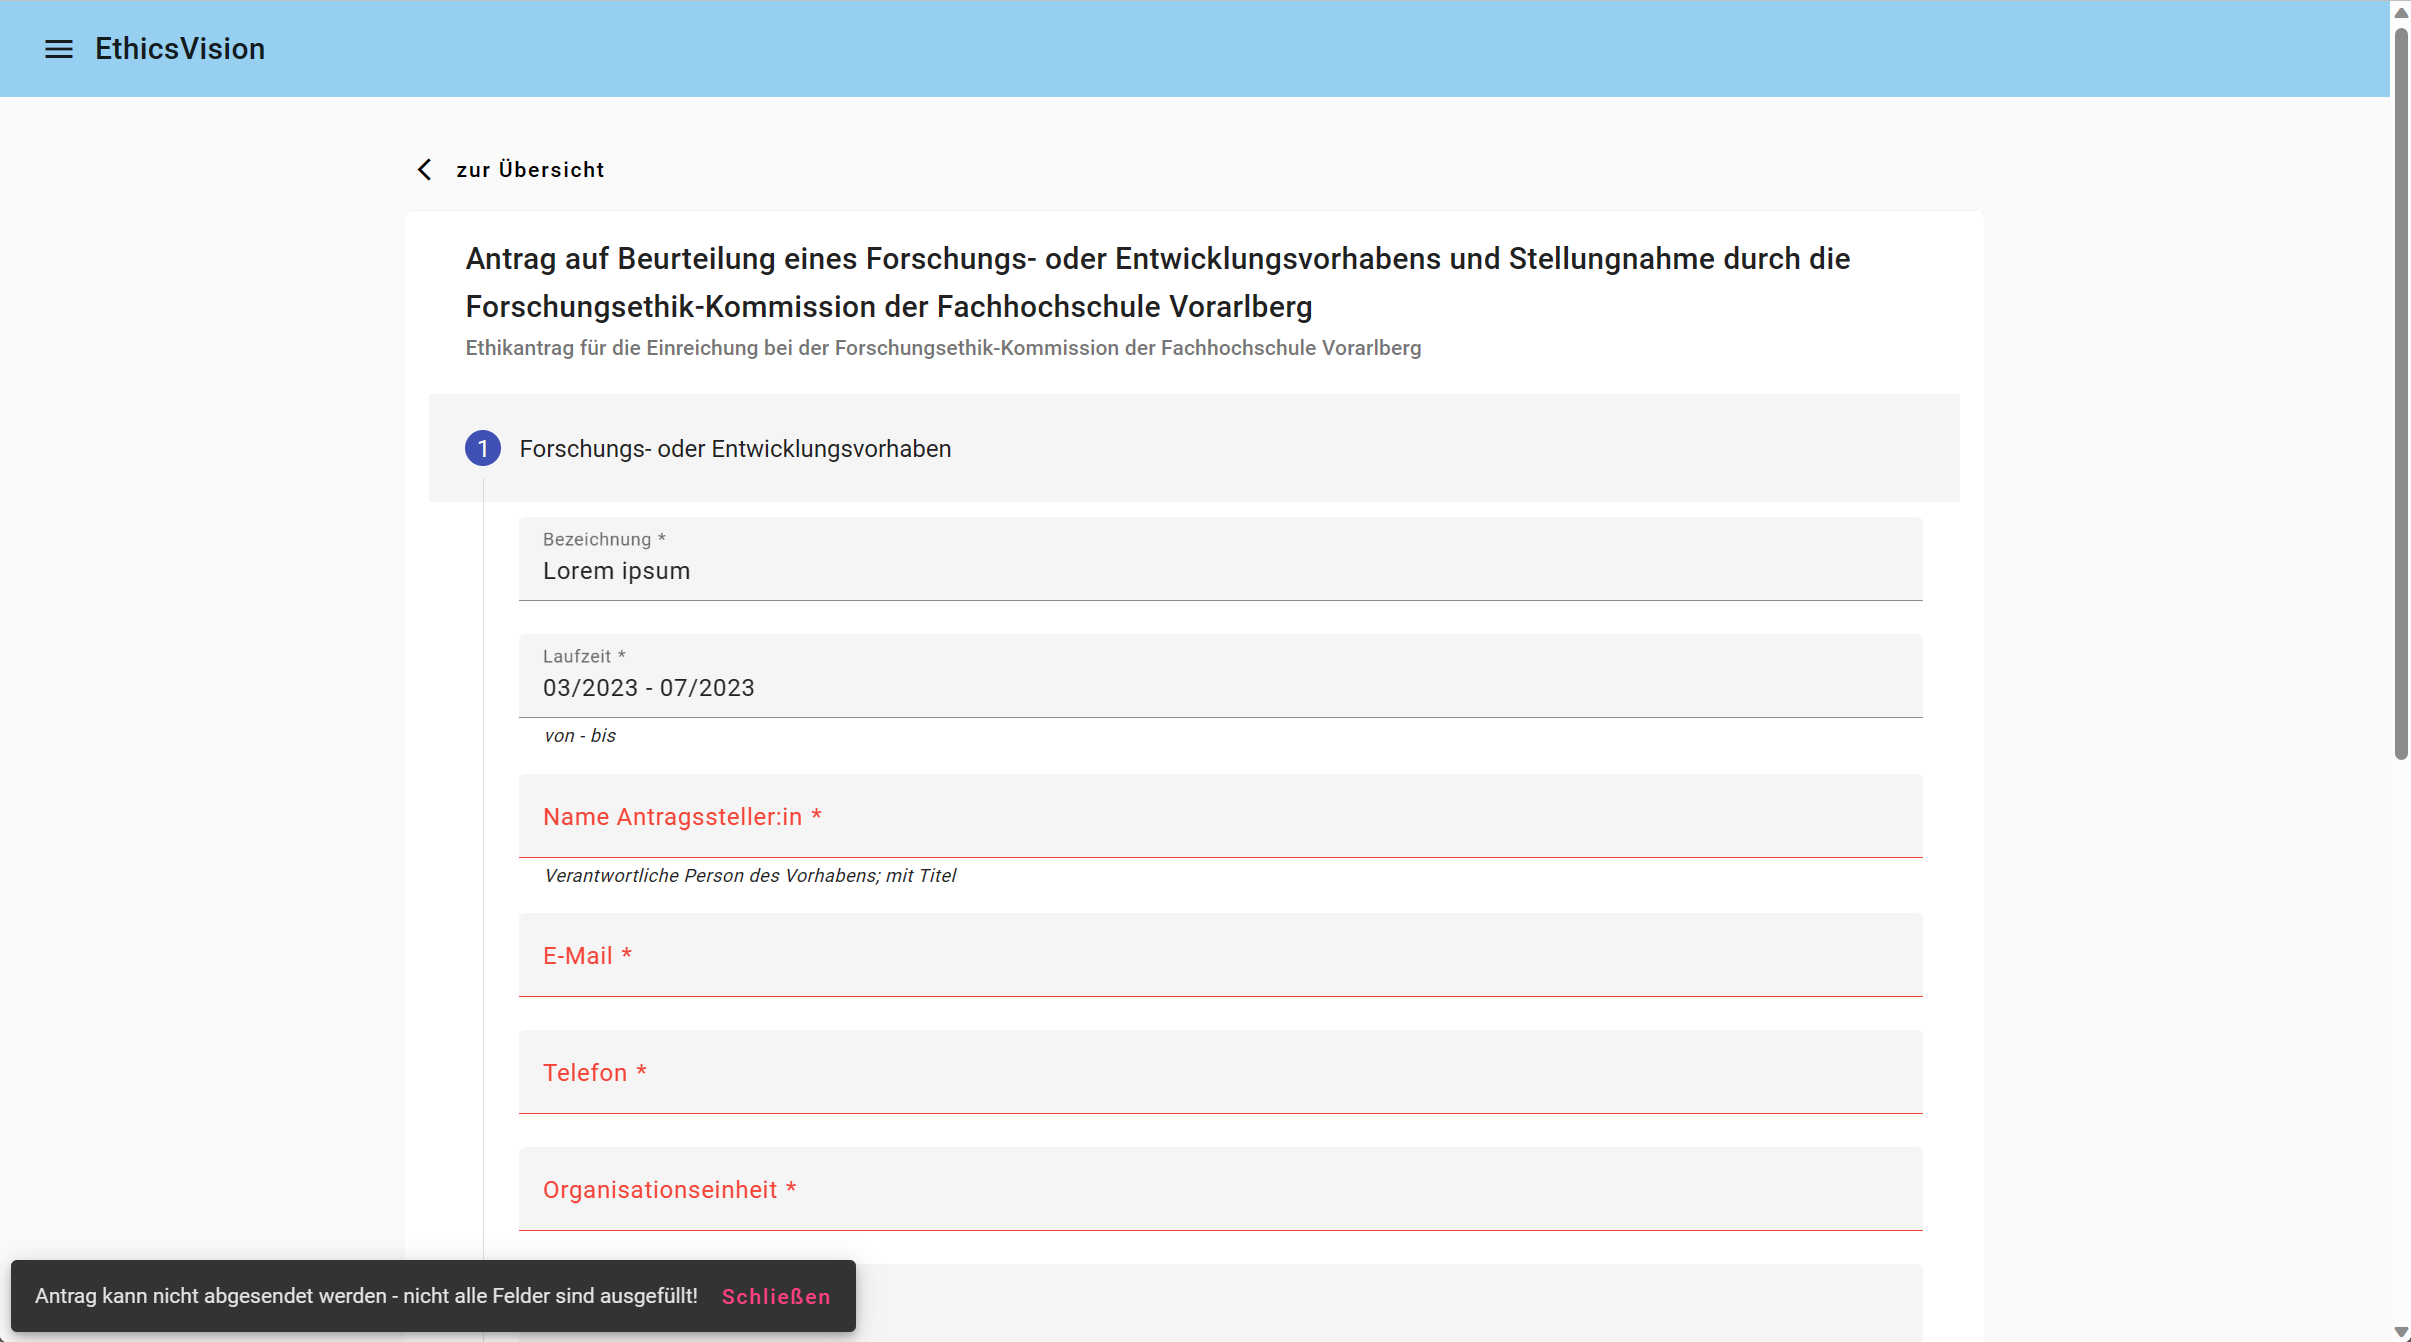 EthicsVision
zur Übersicht
Antrag auf Beurteilung eines Forschungs- oder Entwicklungsvorhabens und Stellungnahme durch die
Forschungsethik-Kommission der Fachhochschule Vorarlberg
Ethikantrag für die Einreichung bei der Forschungsethik-Kommission der Fachhochschule Vorarlberg
1 Forschungs- oder Entwicklungsvorhaben
Bezeichnung *
Lorem ipsum
Laufzeit *
03/2023 - 07/2023
von - bis
Name Antragssteller:in *
Verantwortliche Person des Vorhabens; mit Titel
E-Mail *
Telefon *
Organisationseinheit *
Antrag kann nicht abgesendet werden - nicht alle Felder sind ausgefüllt! Schließen